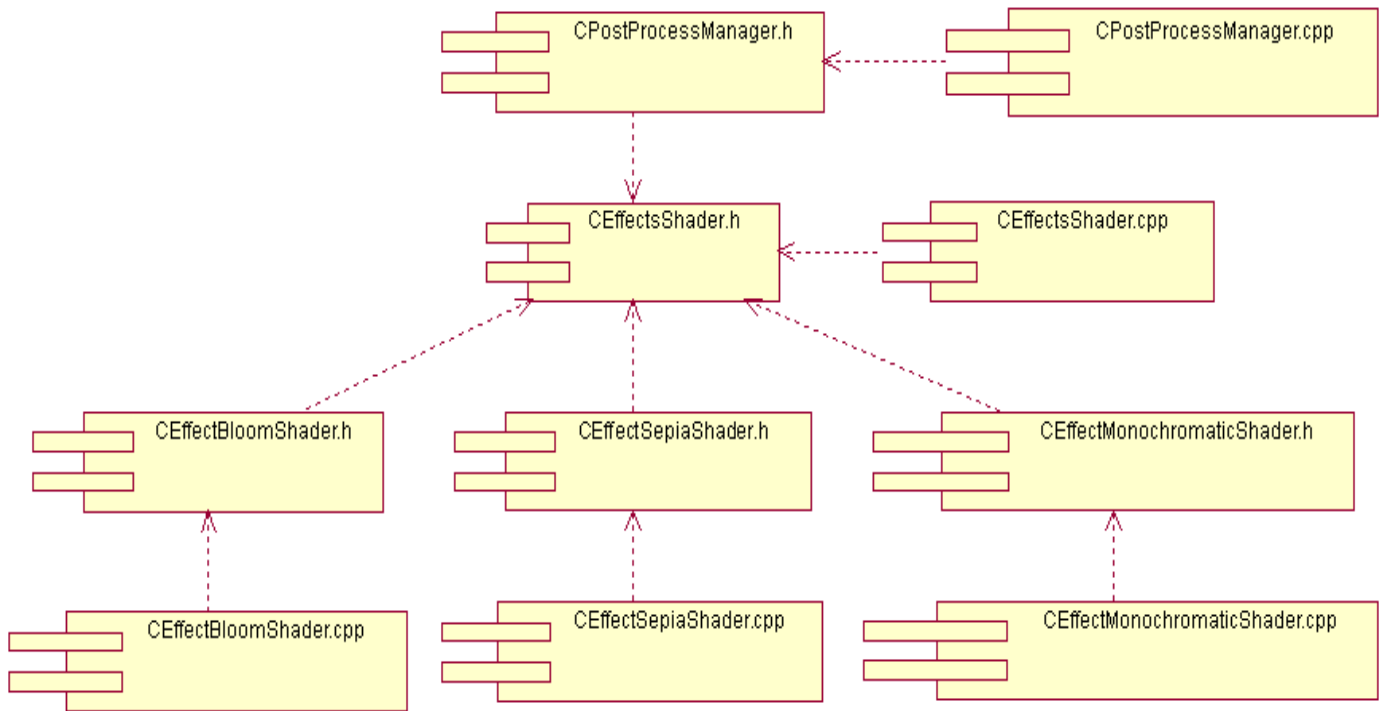 CPostProcessManager.h
CPostProcessManager.cpp
CEffectsShader.h
CEffectsShader.cpp
CEffectBloomShader.h
CEffectSepiaShader.h
CEffectMonochromaticShader.h
CEffectBloomShader.cpp
CEffectSepiaShader.cpp
CEffectMonochromaticShader.cpp